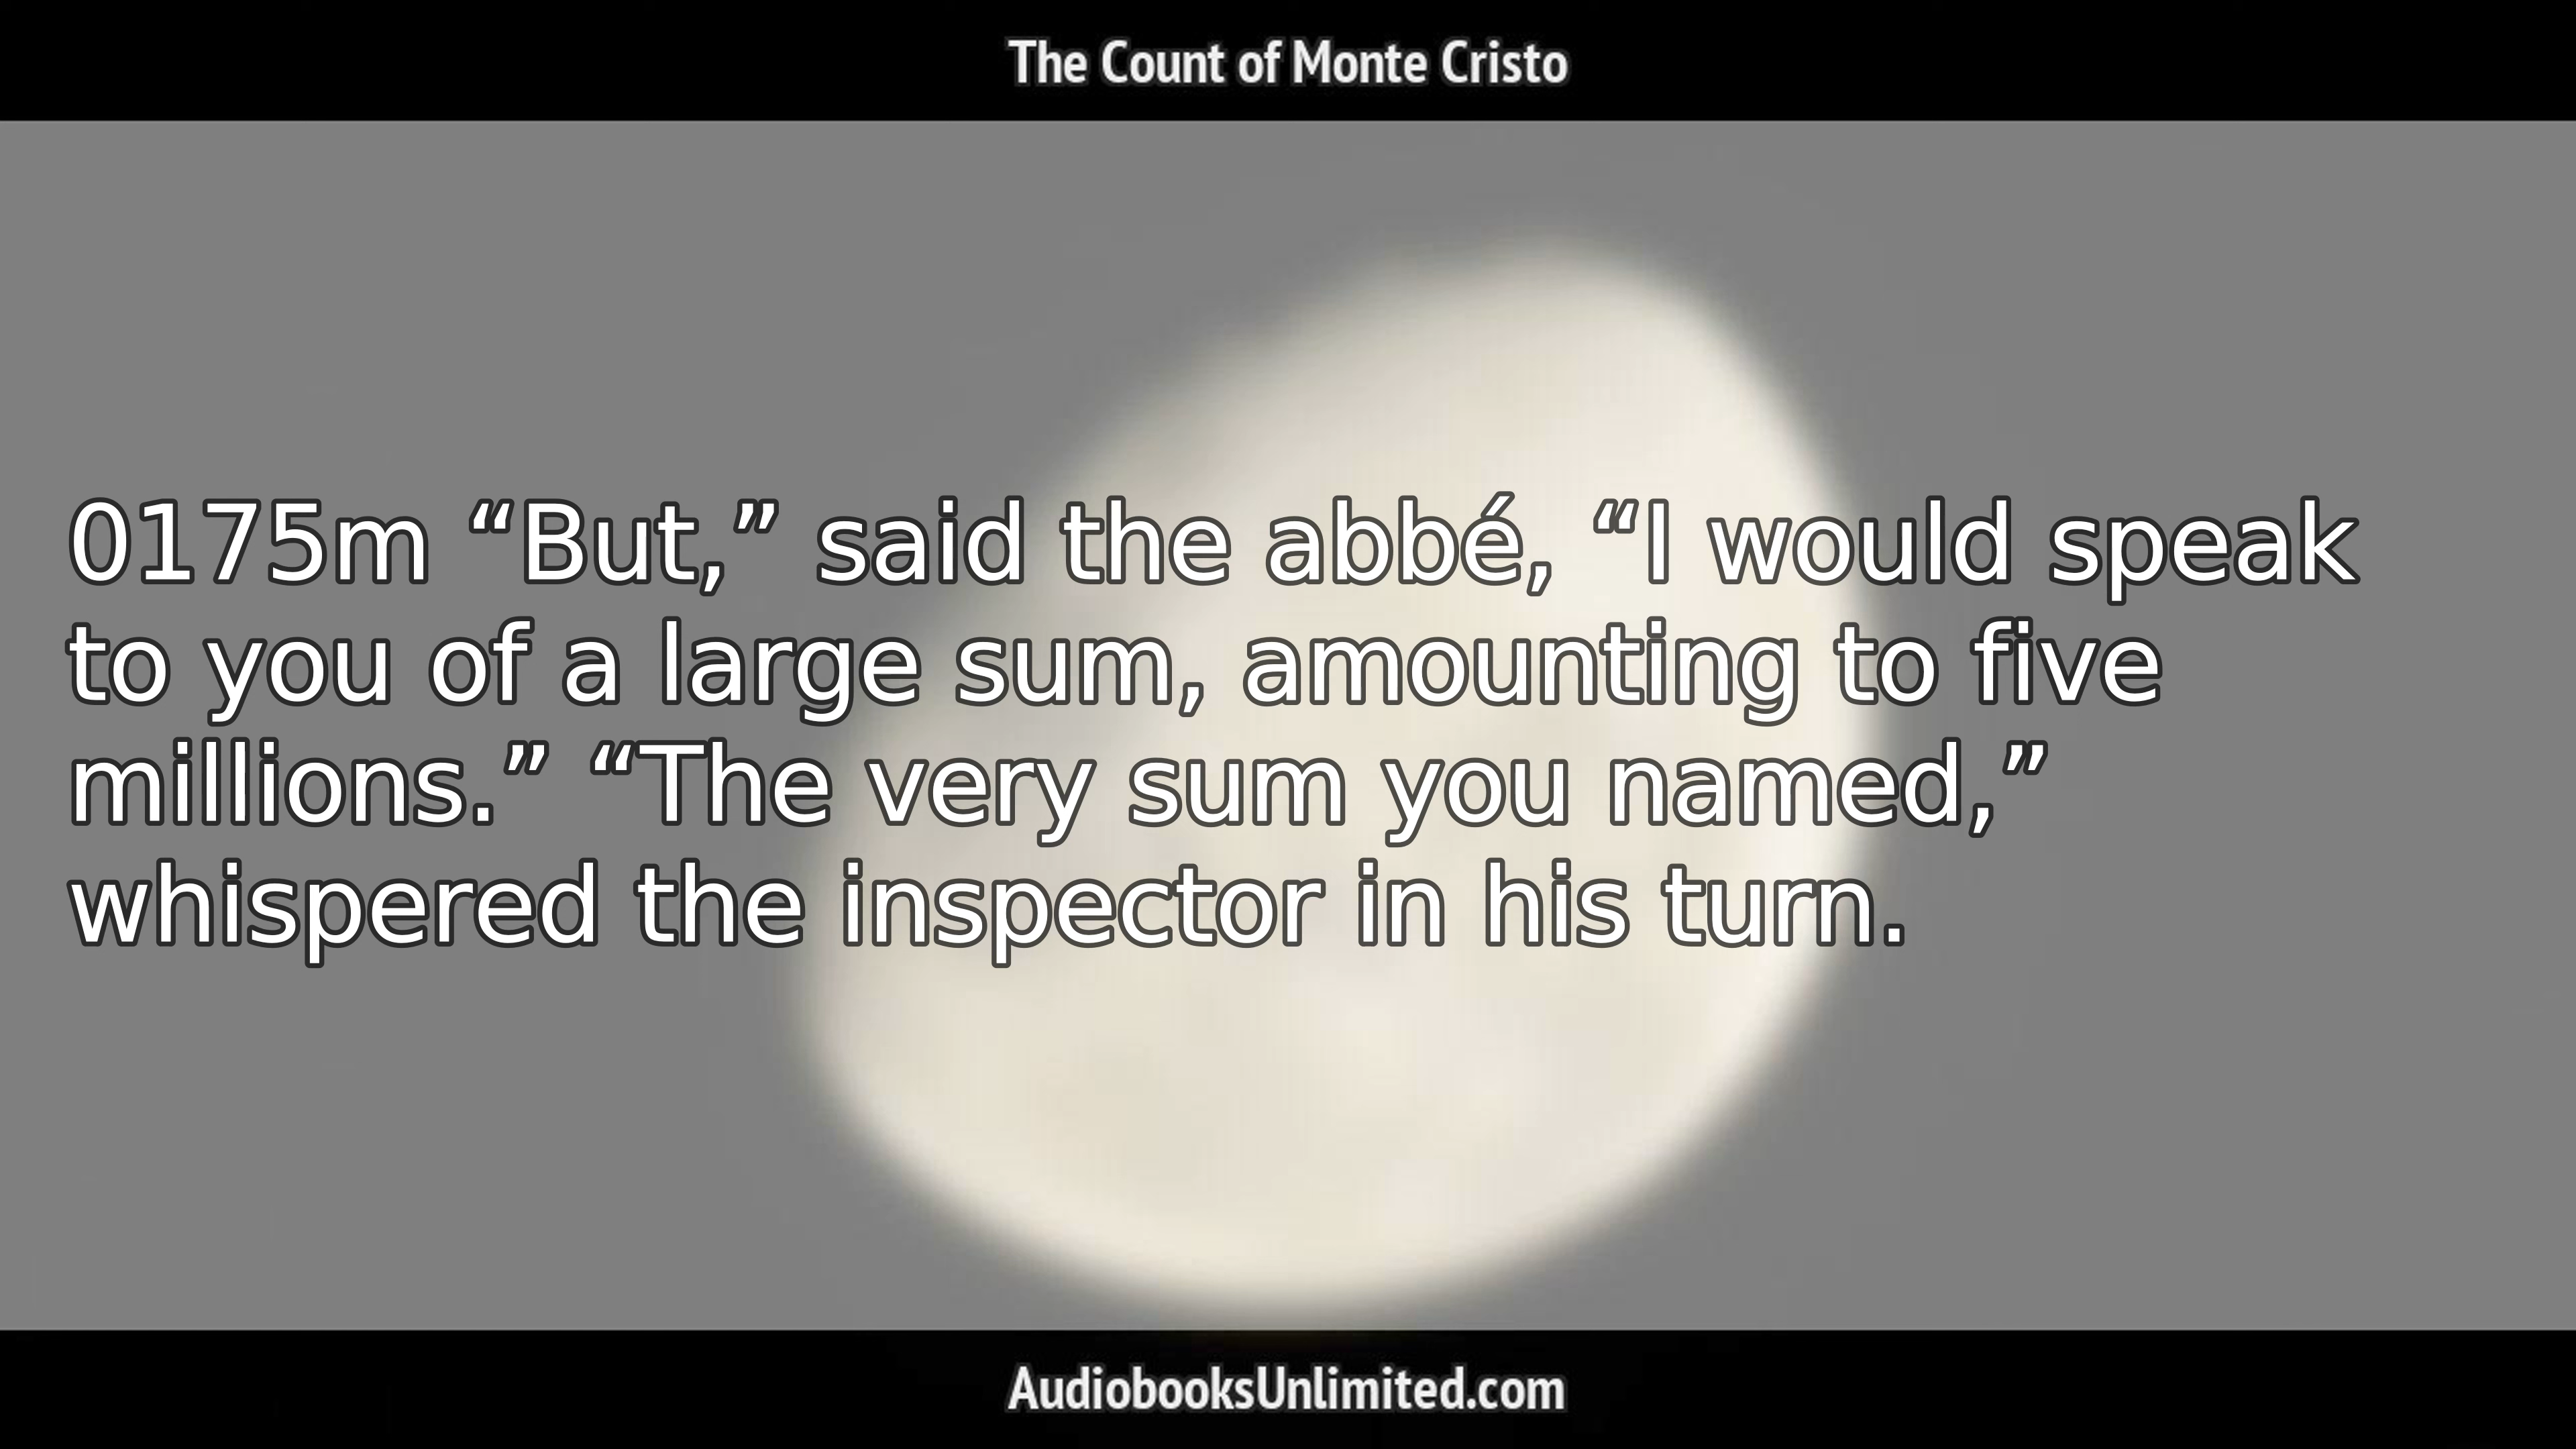 The Count of Monte Cristo
0175m “But,” said the abbé, “I would speak
to you of a large sum, amounting to five
millions.” “The very sum you named,”
whispered the inspector in his turn.
AudiobooksUnlimited.com